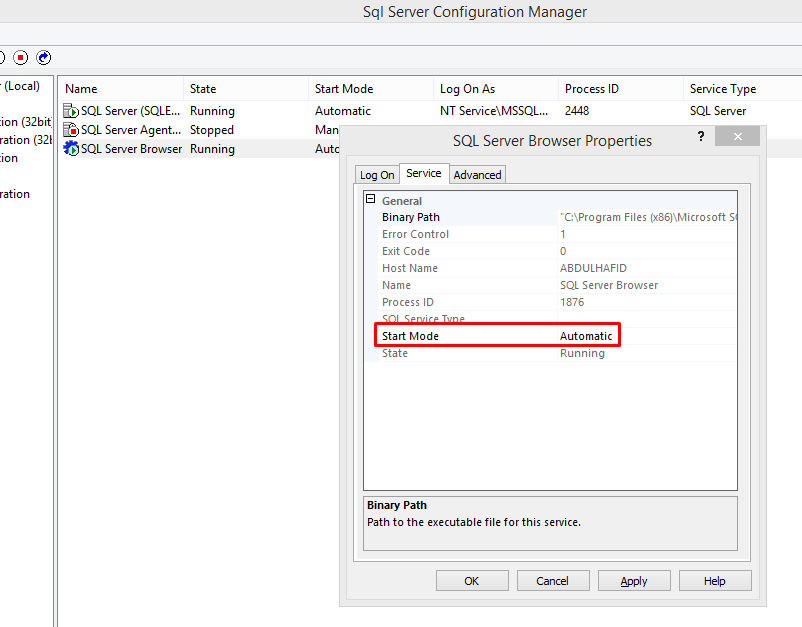 Sql Server Configuration Manager
(Local)
tion (32bit
ration (32b
tion
ration
Name State Start Mode Log On As Process ID Service Type
SQL Server (SQLE... Running Automatic NT Service\MSSQL... 2448 SQL Server
SQL Server Agent... Stopped Man
SQL Server Browser Running Auto
SQL Server Browser Properties
? ×
Log On Service Advanced
General
Binary Path "C:\Program Files (x86)\Microsoft SQ
Error Control 1
Exit Code 0
Host Name ABDULHAFID
Name SQL Server Browser
Process ID 1876
SQL Service Type
Start Mode Automatic
State Running
Binary Path
Path to the executable file for this service.
OK Cancel Apply Help